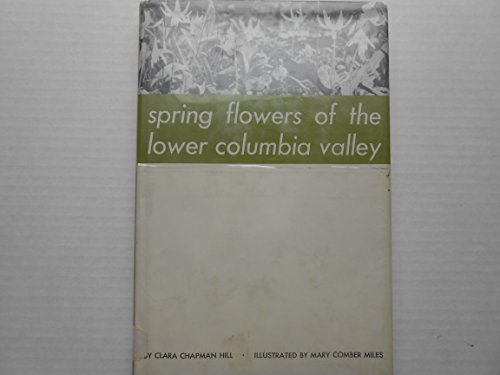 spring flowers of the
lower columbia valley
BY CLARA CHAPMAN HILL · ILLUSTRATED BY MARY COMBER MILES